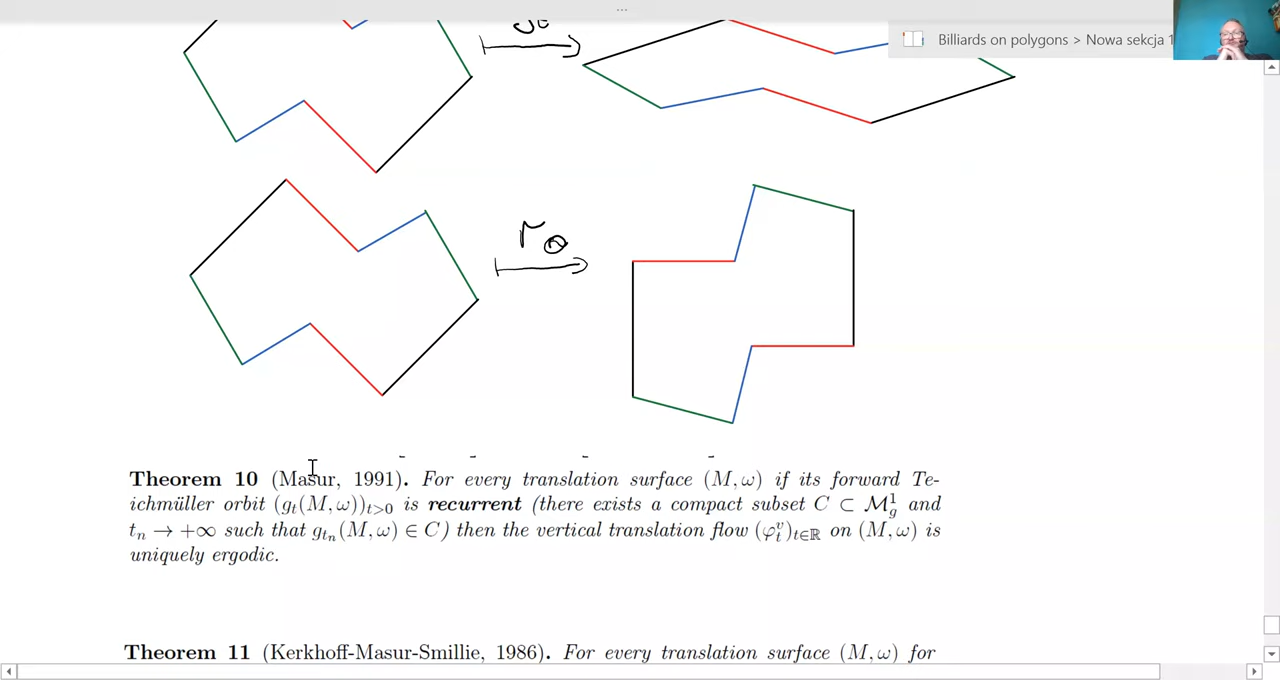 ...
g_t
Billiards on polygons > Nowa sekcja 1
r_θ
Theorem 10 (Masur, 1991). For every translation surface (M, ω) if its forward Te-
ichmüller orbit (g_t(M, ω))_{t>0} is recurrent (there exists a compact subset C ⊂ ℳ_g^1 and
t_n → +∞ such that g_{t_n}(M, ω) ∈ C) then the vertical translation flow (φ_t^v)_{t∈ℝ} on (M, ω) is
uniquely ergodic.
Theorem 11 (Kerkhoff-Masur-Smillie, 1986). For every translation surface (M, ω) for